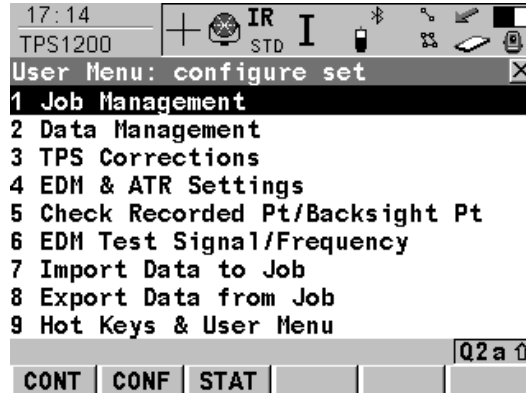 17:14
IR
TPS1200
STD I
User Menu: configure set
1 Job Management
2 Data Management
3 TPS Corrections
4 EDM & ATR Settings
5 Check Recorded Pt/Backsight Pt
6 EDM Test Signal/Frequency
7 Import Data to Job
8 Export Data from Job
9 Hot Keys & User Menu
Q2a⇧
CONT CONF STAT